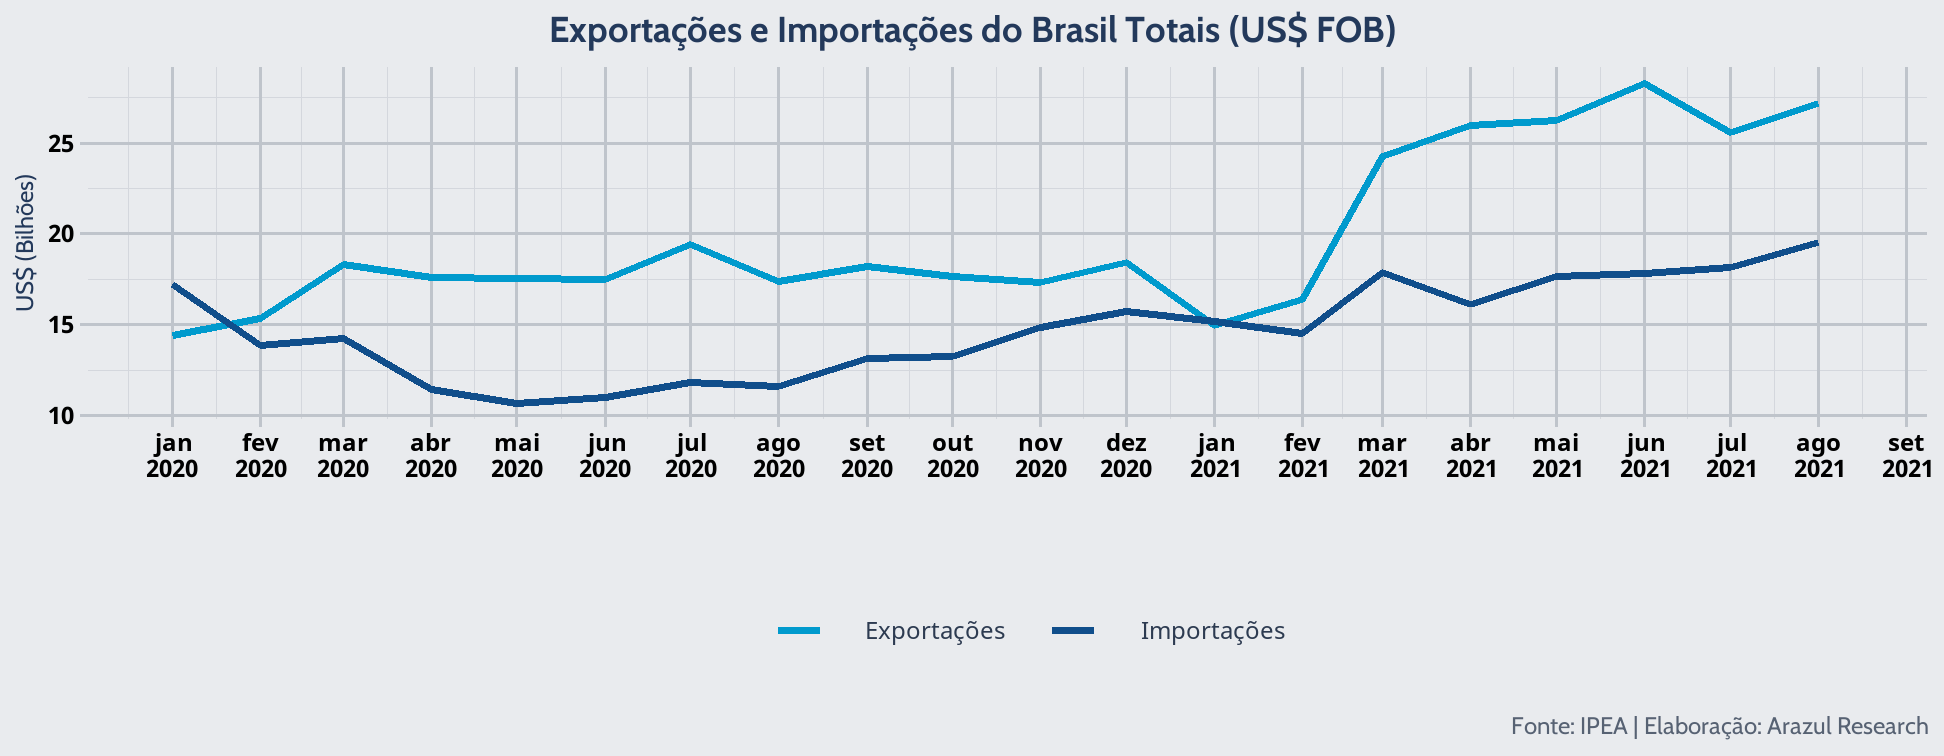 Exportações e Importações do Brasil Totais (US$ FOB)
US$ (Bilhões)
25
20
15
10
jan fev mar abr mai jun jul ago set out nov dez jan fev mar abr mai jun jul ago set
2020 2020 2020 2020 2020 2020 2020 2020 2020 2020 2020 2020 2021 2021 2021 2021 2021 2021 2021 2021 2021
Exportações Importações
Fonte: IPEA | Elaboração: Arazul Research